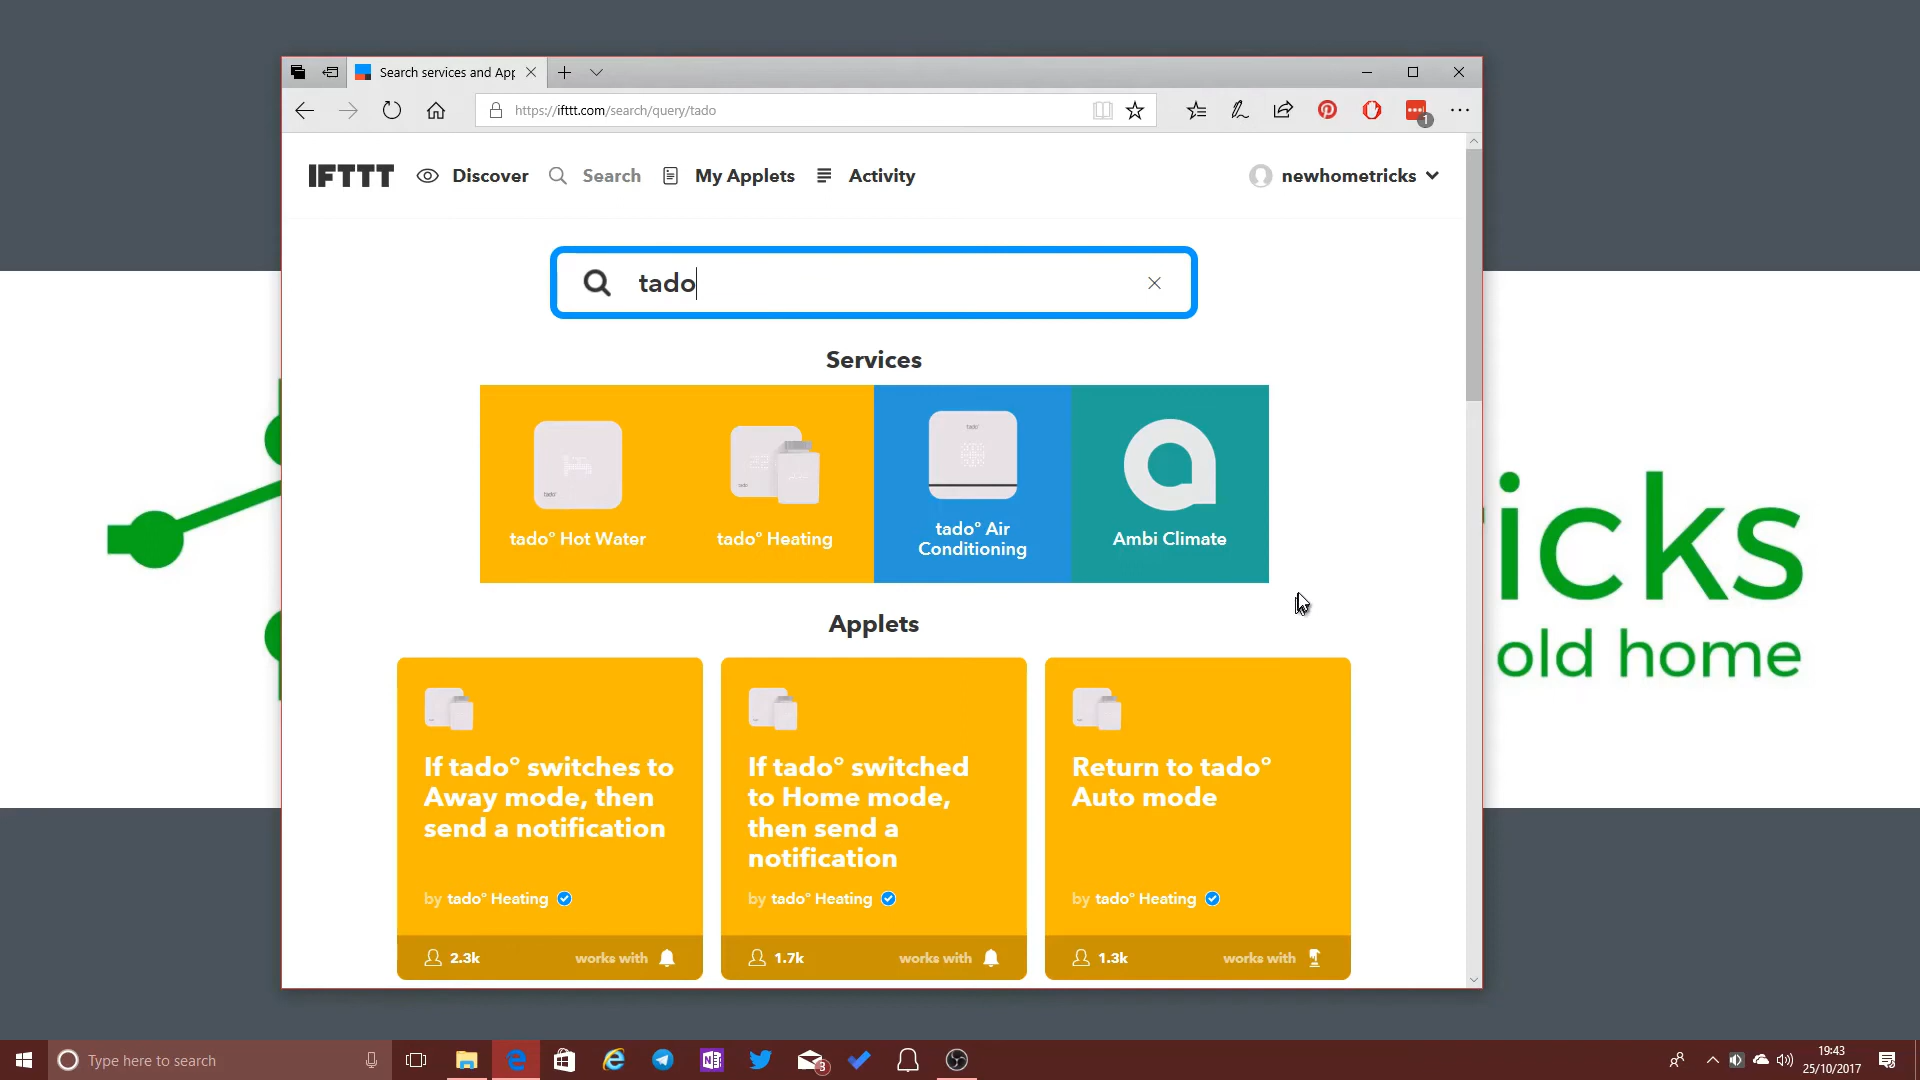 Search services and App
https://ifttt.com/search/query/tado
1
IFTTT Discover Search My Applets Activity newhometricks
tado
Services
tado° Hot Water
tado° Heating
tado° Air
Conditioning
Ambi Climate
Applets
If tado° switches to
Away mode, then
send a notification
by tado° Heating
2.3k works with
If tado° switched
to Home mode,
then send a
notification
by tado° Heating
1.7k works with
Return to tado°
Auto mode
by tado° Heating
1.3k works with
icks
old home
Type here to search
3
19:43
25/10/2017